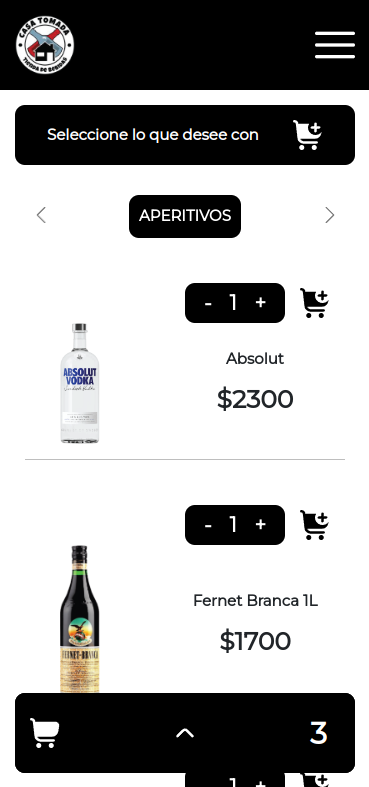 CASA TOMADA
TIENDA DE BEBIDAS
Seleccione lo que desee con
APERITIVOS
- 1 +
Absolut
ABSOLUT
VODKA
$2300
- 1 +
Fernet Branca 1L
$1700
FERNET-BRANCA
3
1 +